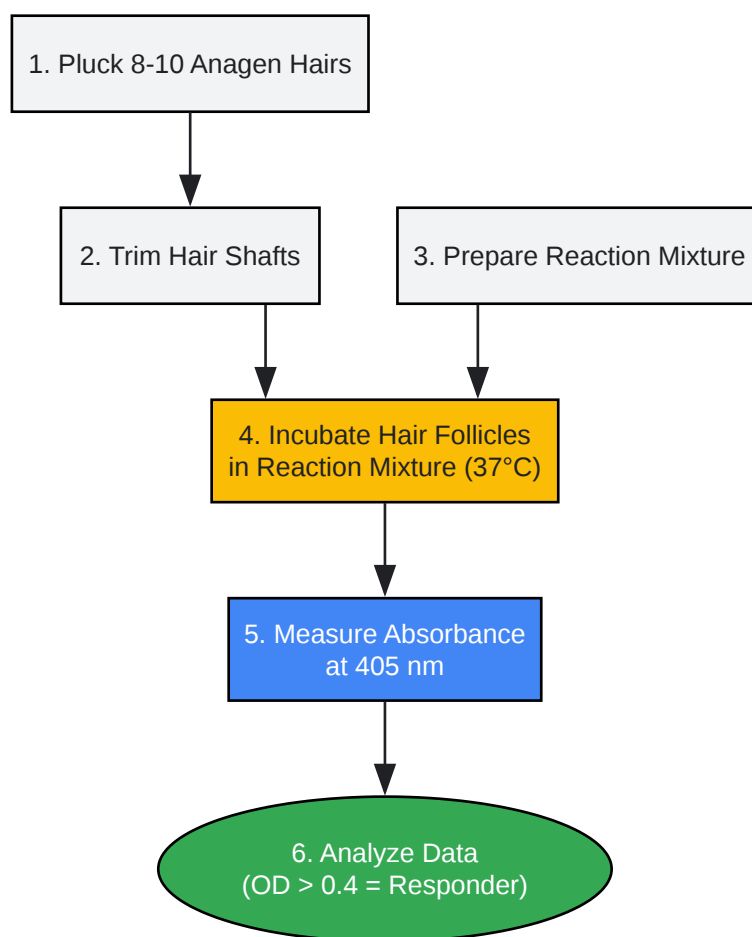 1. Pluck 8-10 Anagen Hairs
2. Trim Hair Shafts
3. Prepare Reaction Mixture
4. Incubate Hair Follicles
in Reaction Mixture (37°C)
5. Measure Absorbance
at 405 nm
6. Analyze Data
(OD > 0.4 = Responder)